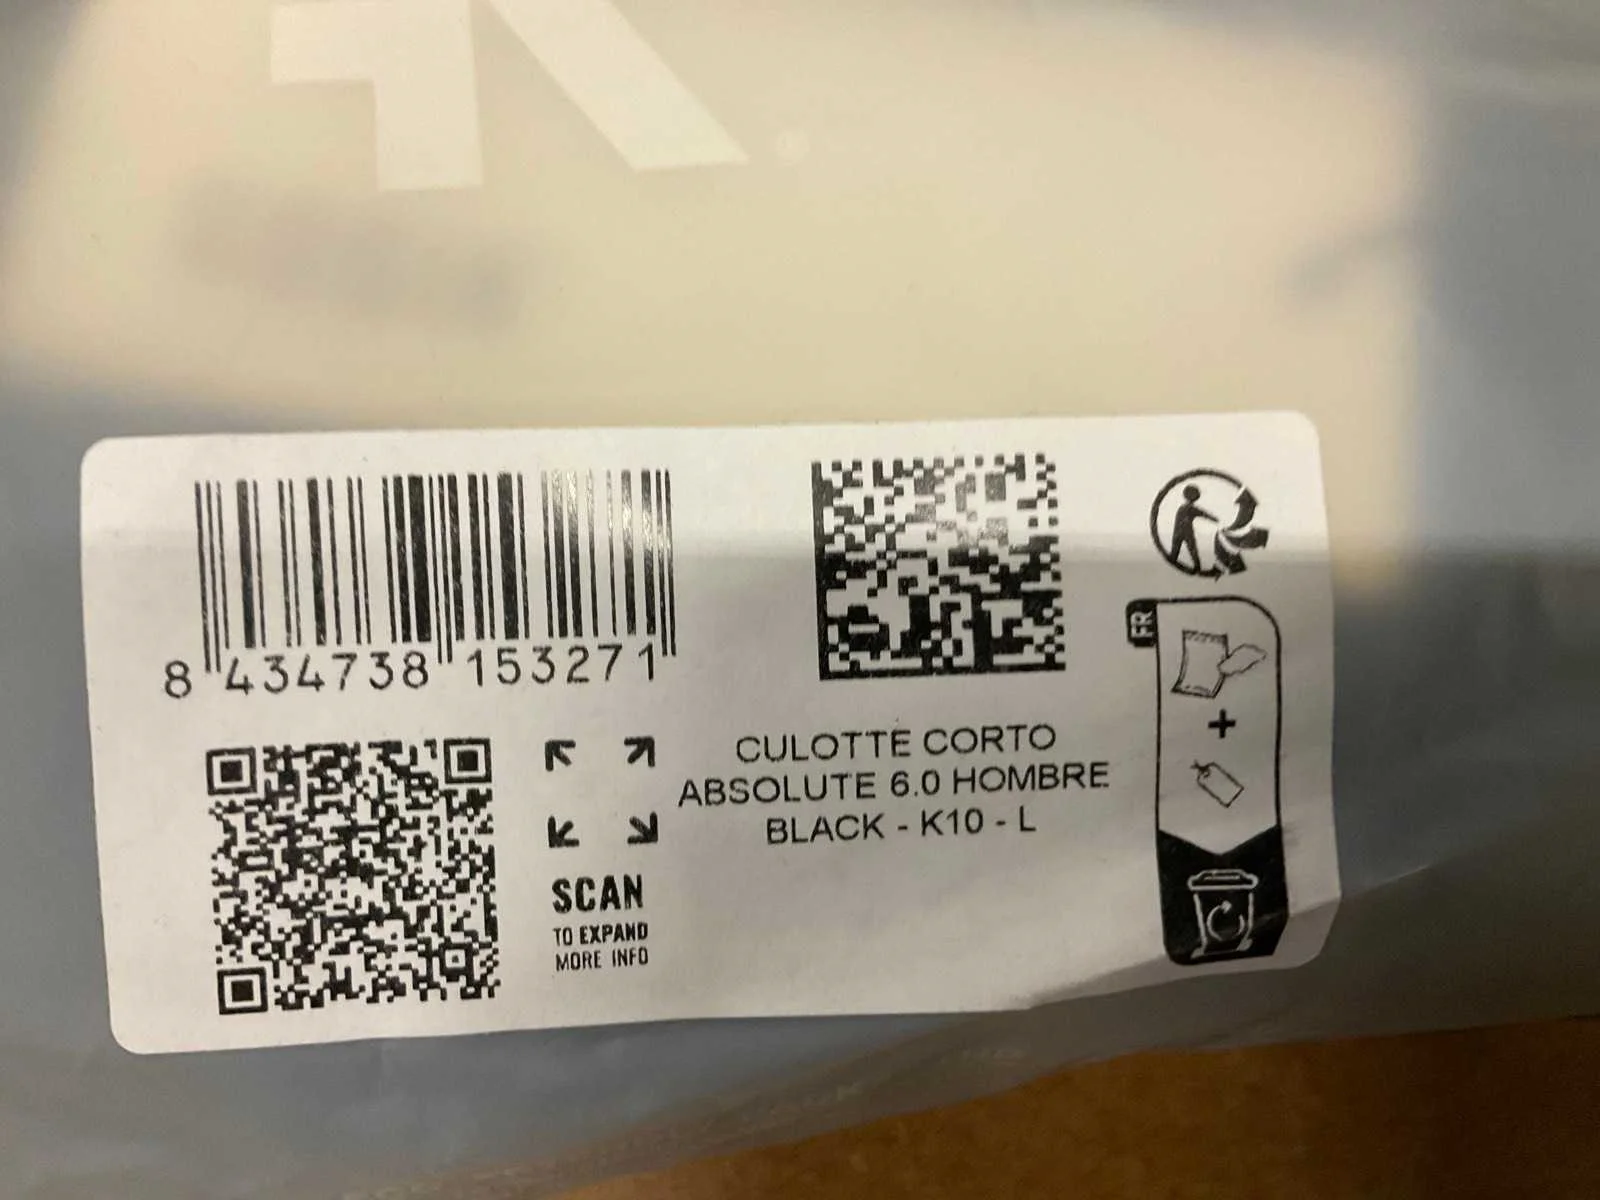 8 434738 153271
CULOTTE CORTO
ABSOLUTE 6.0 HOMBRE
BLACK - K10 - L
SCAN
TO EXPAND
MORE INFO
FR
+